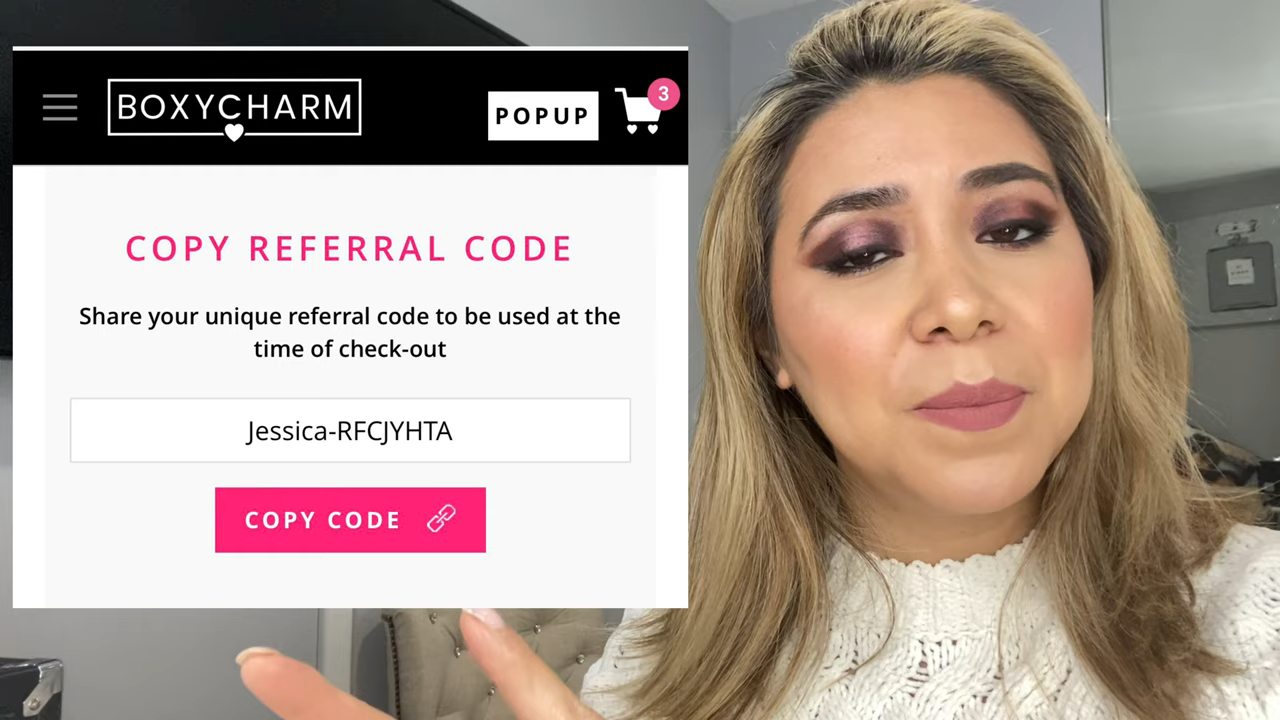 BOXYCHARM
POPUP
3
COPY REFERRAL CODE
Share your unique referral code to be used at the
time of check-out
Jessica-RFCJYHTA
COPY CODE